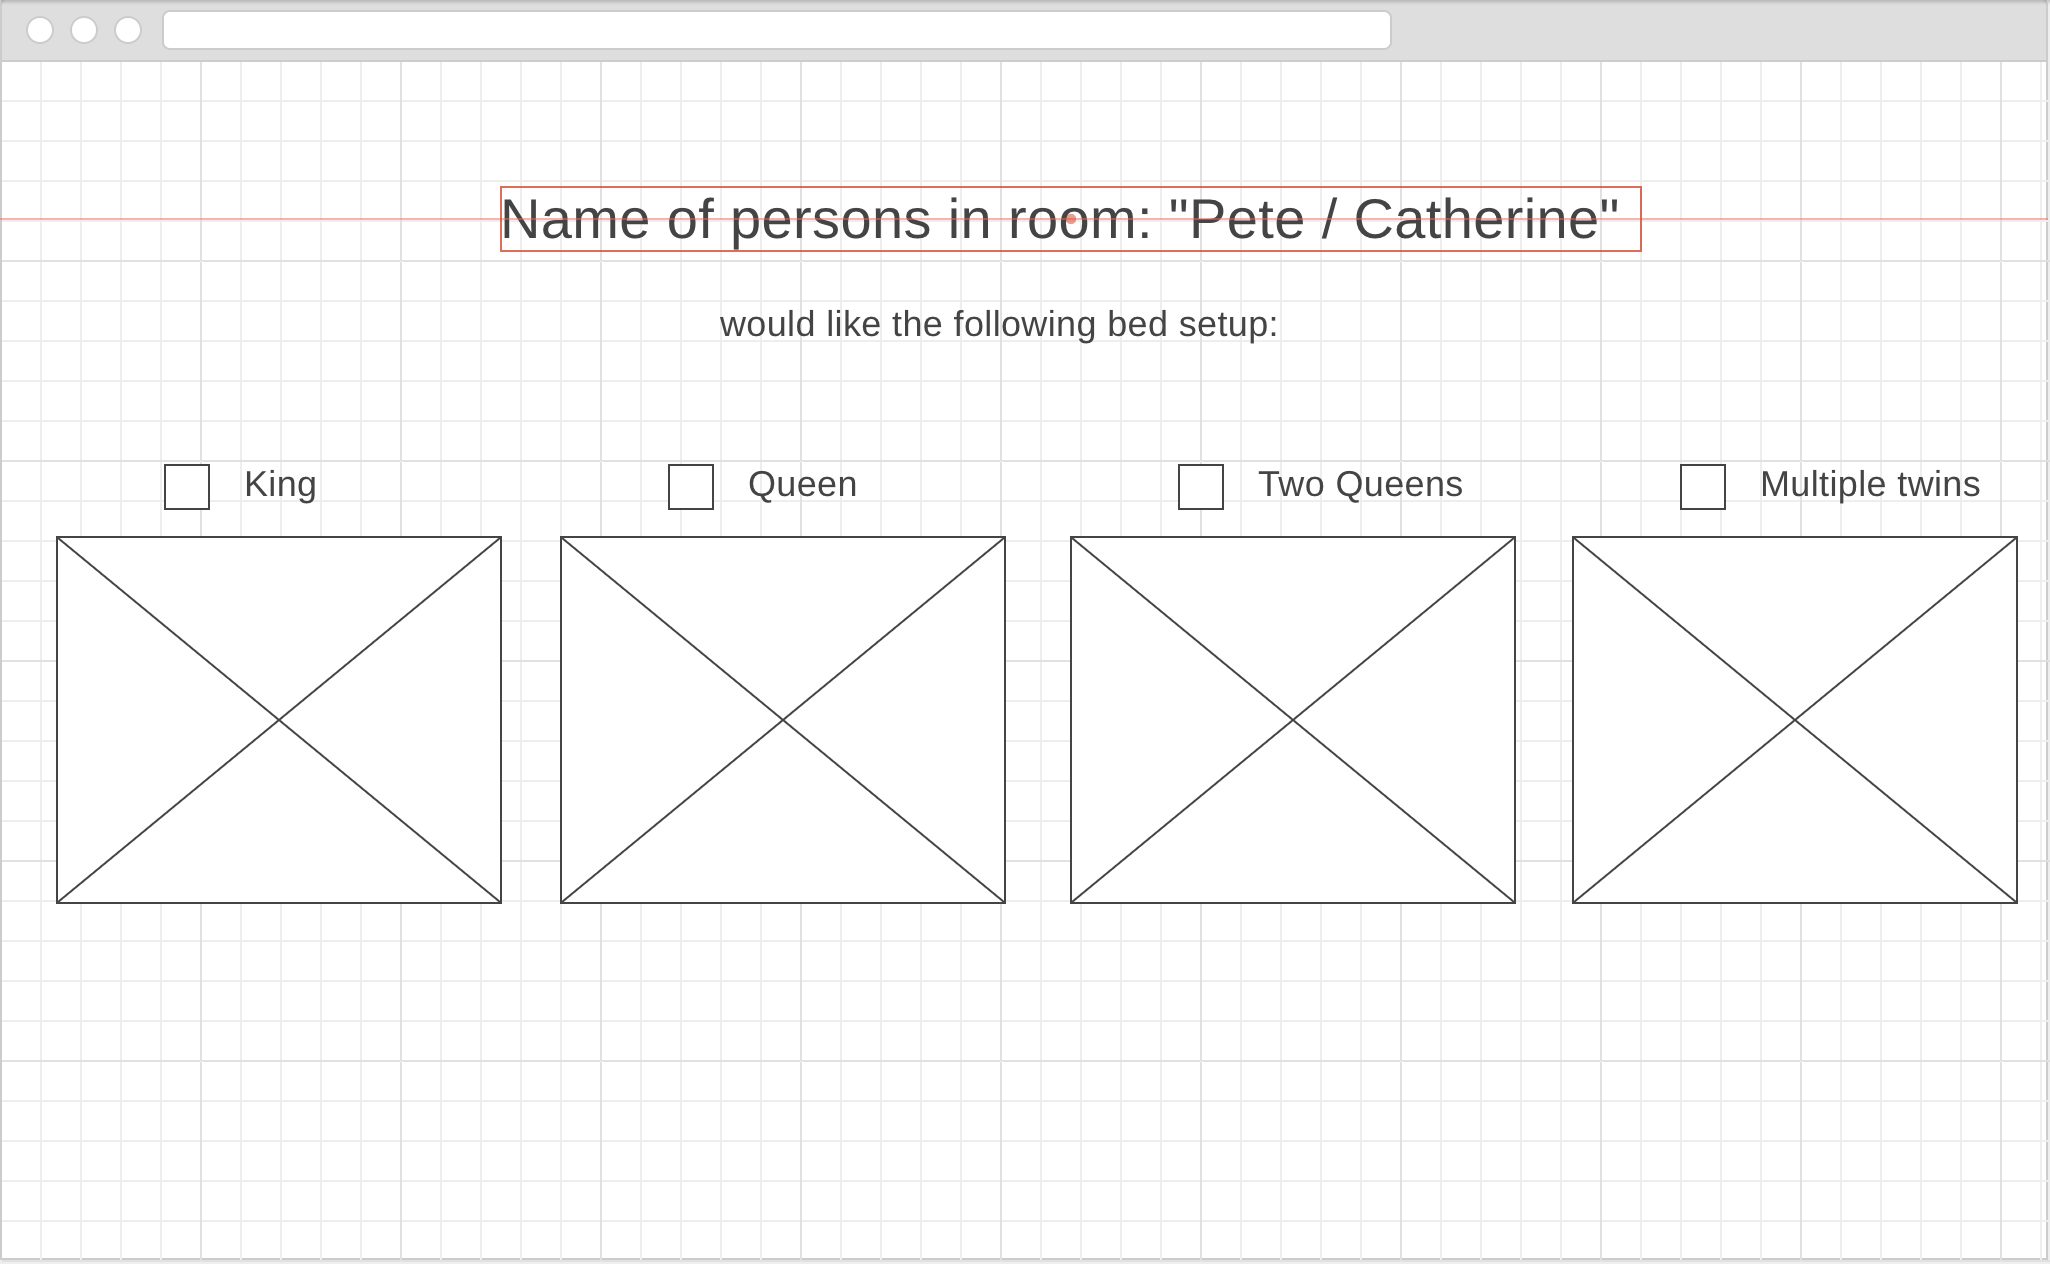 Name of persons in room: "Pete / Catherine"
would like the following bed setup:
King
Queen
Two Queens
Multiple twins